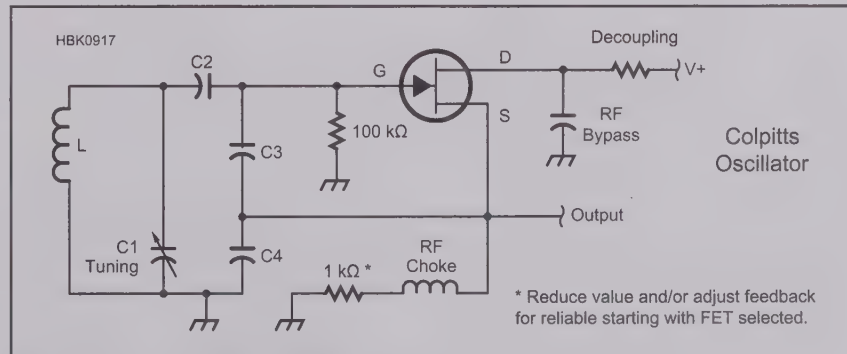 HBK0917
Decoupling
C2
G
D
V+
S
RF
Bypass
L
100 kΩ
C3
Colpitts
Oscillator
Output
C1
Tuning
C4
RF
Choke
1 kΩ *
* Reduce value and/or adjust feedback
for reliable starting with FET selected.